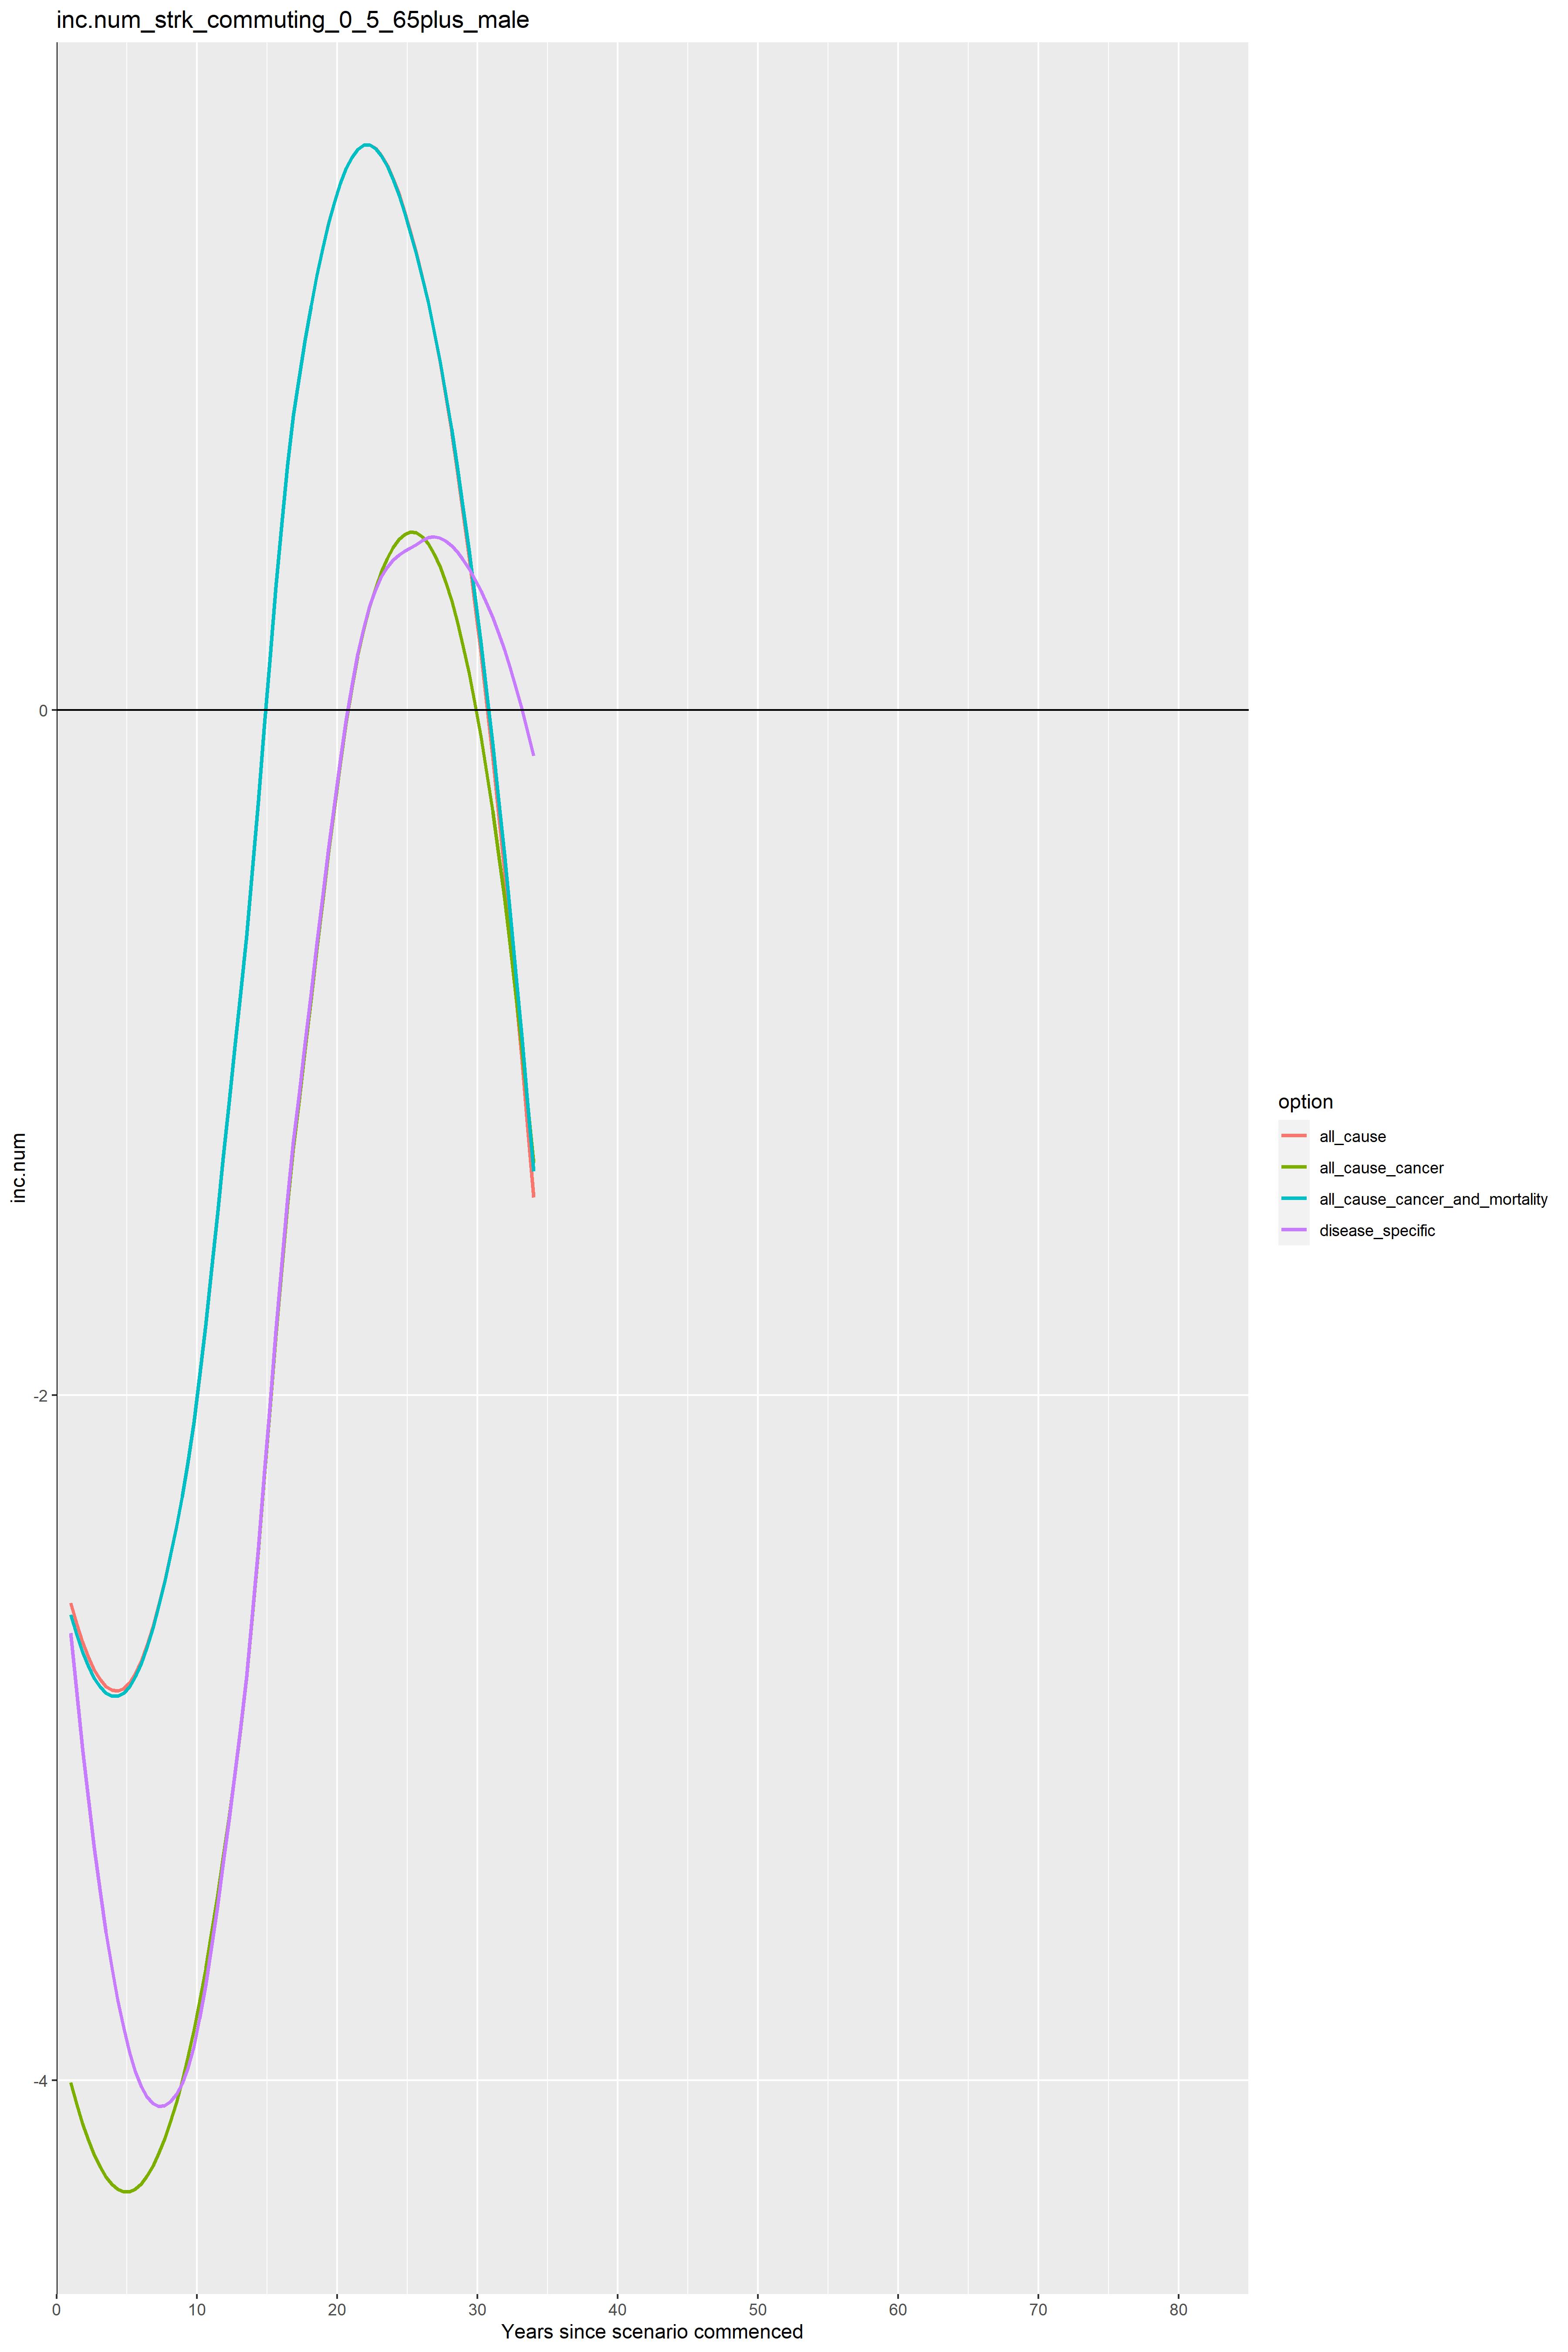 inc.num_strk_commuting_0_5_65plus_male
inc.num
0
-2
-4
0 10 20 30 40 50 60 70 80
Years since scenario commenced
option
all_cause
all_cause_cancer
all_cause_cancer_and_mortality
disease_specific